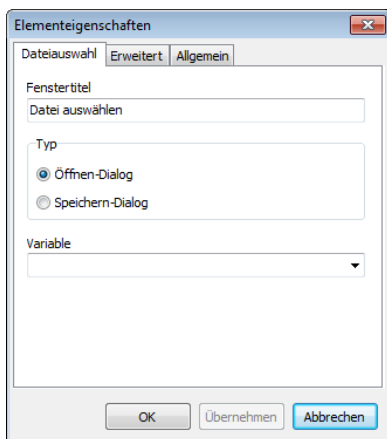 Elementeigenschaften
Dateiauswahl Erweitert Allgemein
Fenstertitel
Datei auswählen
Typ
Öffnen-Dialog
Speichern-Dialog
Variable
OK Übernehmen Abbrechen